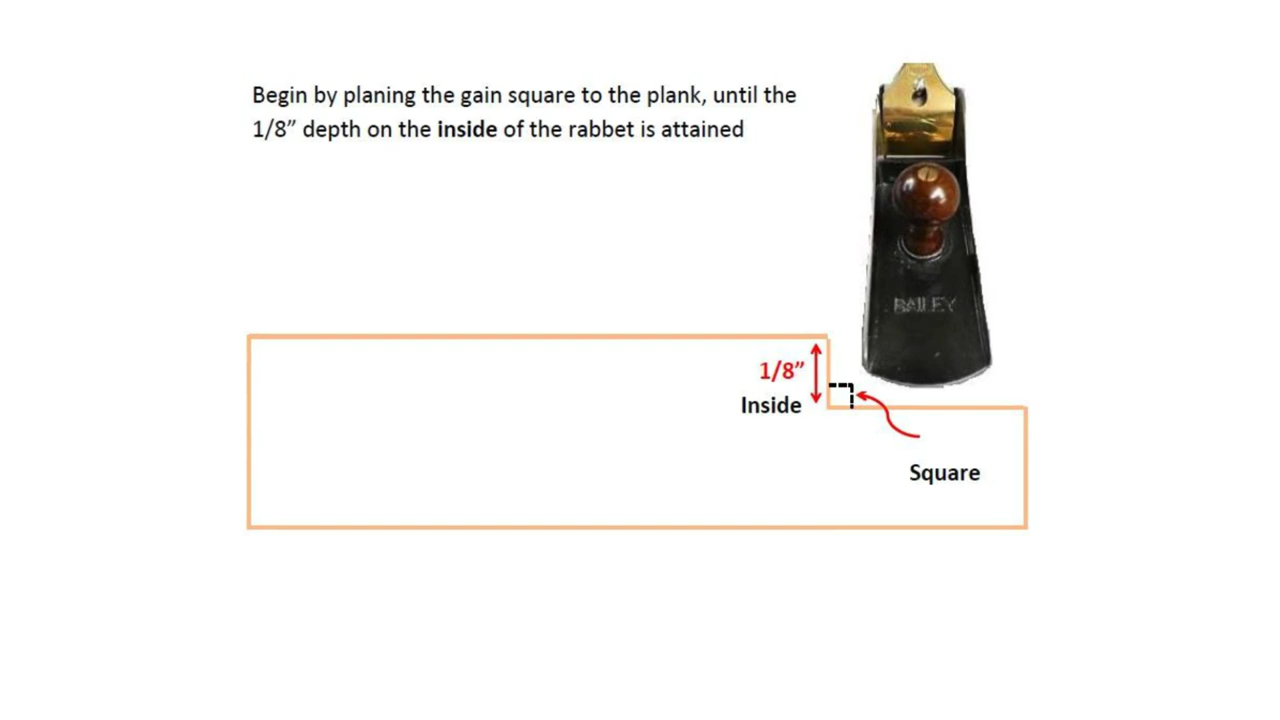 Begin by planing the gain square to the plank, until the
1/8” depth on the inside of the rabbet is attained
BAILEY
1/8”
Inside
Square